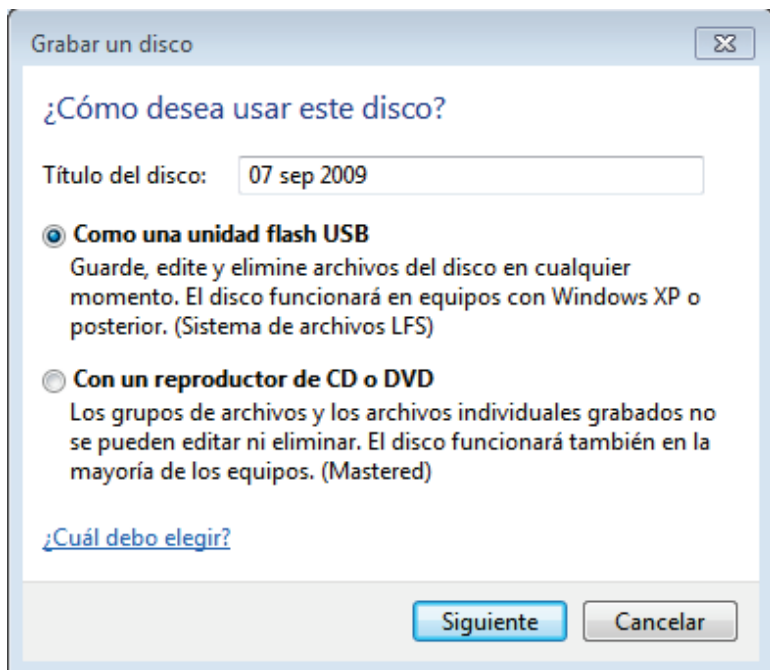 Grabar un disco
¿Cómo desea usar este disco?
Título del disco: 07 sep 2009
Como una unidad flash USB
Guarde, edite y elimine archivos del disco en cualquier
momento. El disco funcionará en equipos con Windows XP o
posterior. (Sistema de archivos LFS)
Con un reproductor de CD o DVD
Los grupos de archivos y los archivos individuales grabados no
se pueden editar ni eliminar. El disco funcionará también en la
mayoría de los equipos. (Mastered)
¿Cuál debo elegir?
Siguiente Cancelar